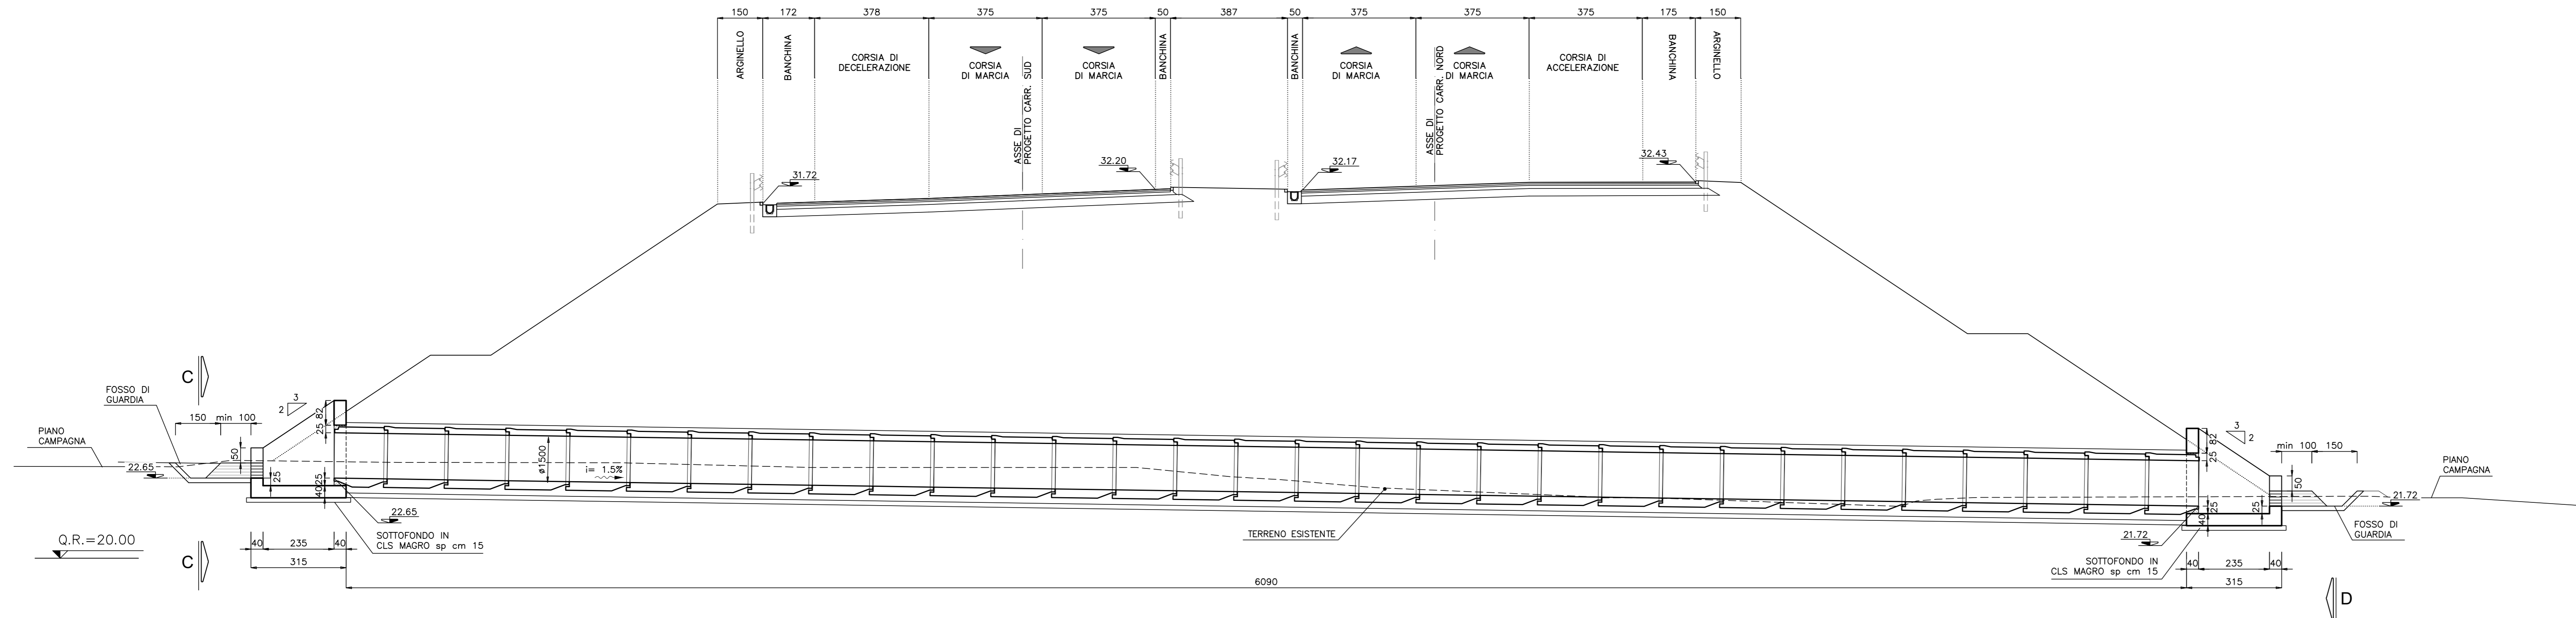 150 172 378 375 375 50 387 50 375 375 375 175 150
ARGINELLO
BANCHINA
CORSIA DI
DECELERAZIONE
CORSIA
DI MARCIA
ASSE DI
PROGETTO CARR. SUD
CORSIA
DI MARCIA
BANCHINA
BANCHINA
CORSIA
DI MARCIA
ASSE DI
PROGETTO CARR. NORD
CORSIA
DI MARCIA
CORSIA DI
ACCELERAZIONE
BANCHINA
ARGINELLO
31.72
32.20
32.17
32.43
C
FOSSO DI
GUARDIA
3
2
150 min 100
82
25
50
PIANO
CAMPAGNA
22.65
25
25
40
ø1500
i= 1.5%
22.65
SOTTOFONDO IN
CLS MAGRO sp cm 15
Q.R.=20.00
C
40 235 40
315
TERRENO ESISTENTE
6090
3
2
82
25
min 100 150
50
PIANO
CAMPAGNA
21.72
25
25
40
FOSSO DI
GUARDIA
21.72
SOTTOFONDO IN
CLS MAGRO sp cm 15
40 235 40
315
D